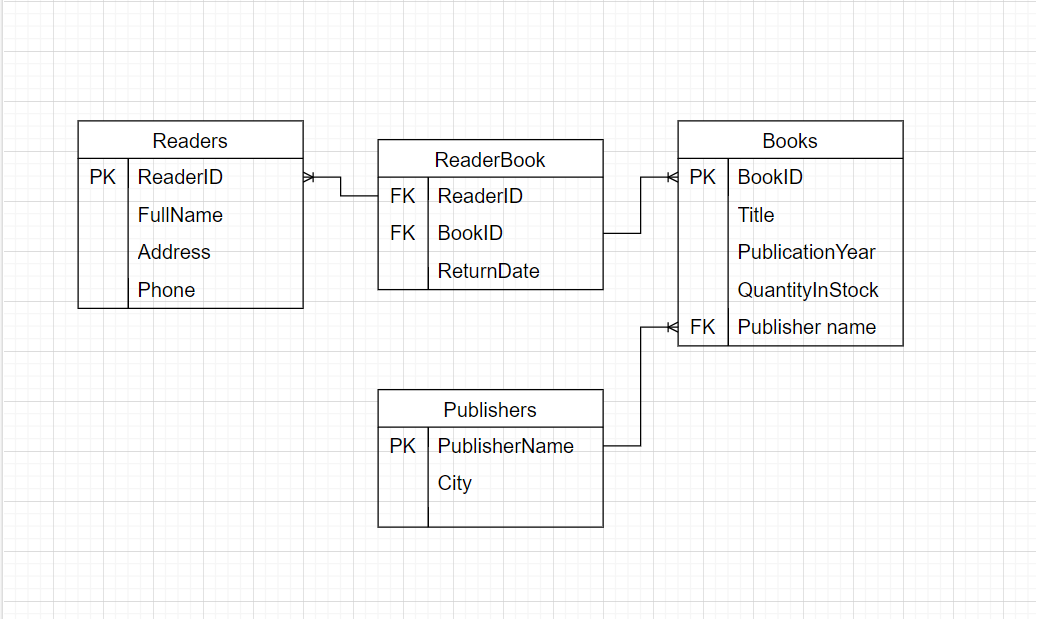 Readers
PK ReaderID
FullName
Address
Phone
ReaderBook
FK ReaderID
FK BookID
ReturnDate
Books
PK BookID
Title
PublicationYear
QuantityInStock
FK Publisher name
Publishers
PK PublisherName
City